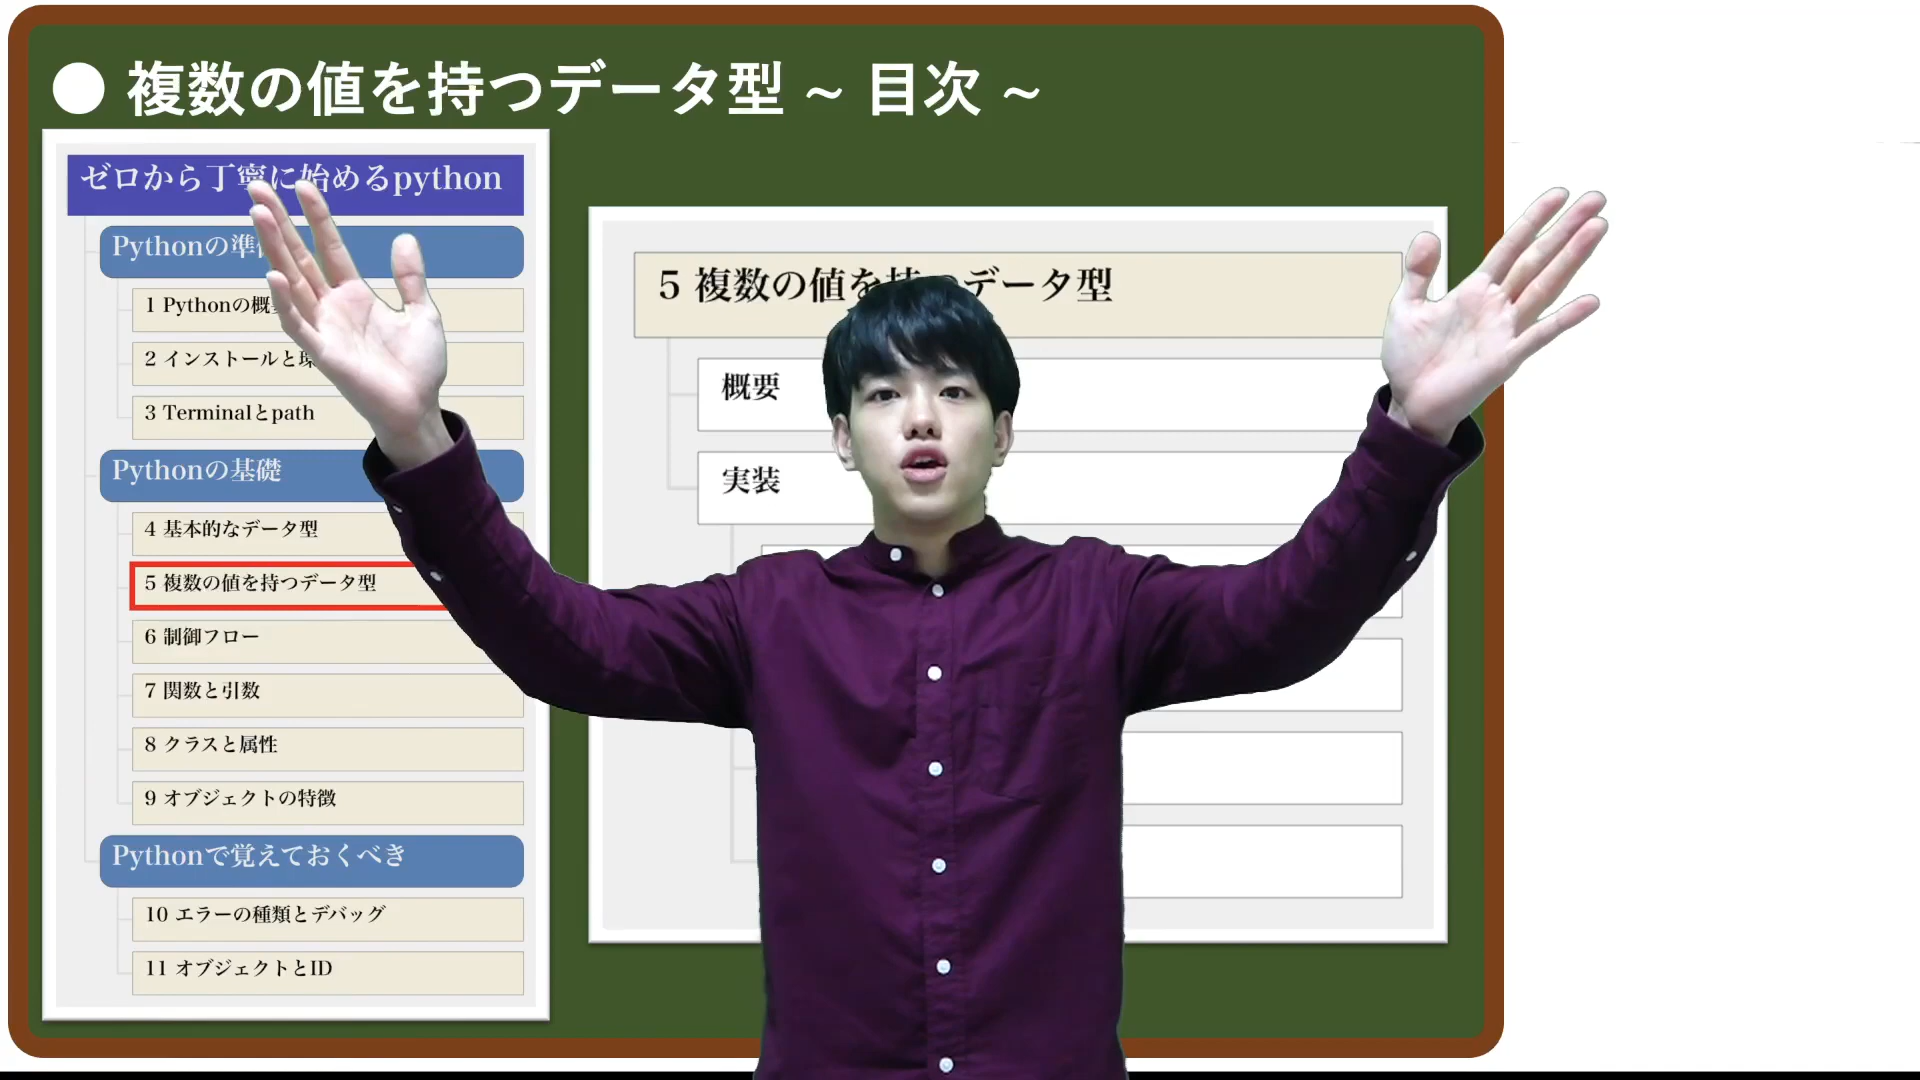 ● 複数の値を持つデータ型 ~ 目次 ~
ゼロから丁寧に始めるpython
Pythonの準
1 Pythonの概
2 インストールと
3 Terminalとpath
Pythonの基礎
4 基本的なデータ型
5 複数の値を持つデータ型
6 制御フロー
7 関数と引数
8 クラスと属性
9 オブジェクトの特徴
Pythonで覚えておくべき
10 エラーの種類とデバッグ
11 オブジェクトとID
5 複数の値を持つデータ型
概要
実装